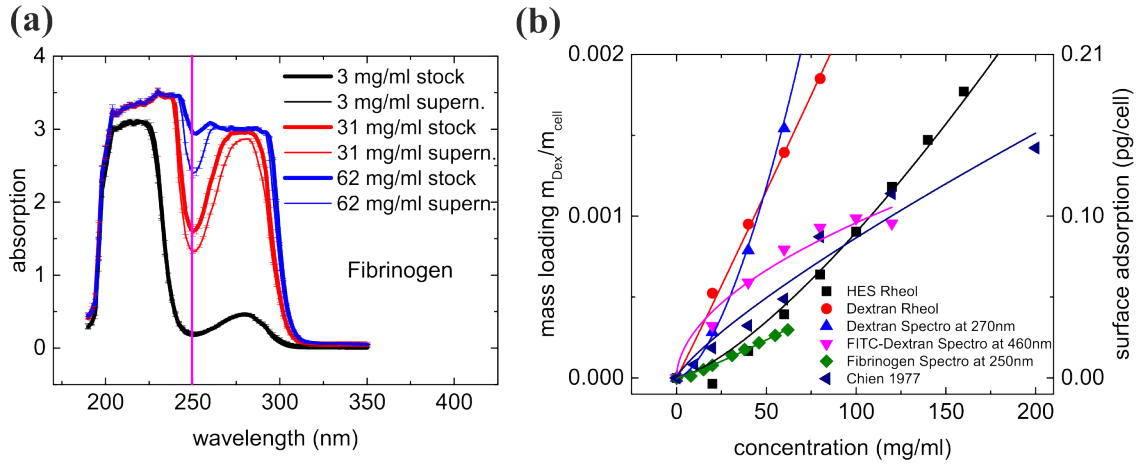 (a)
4
3
2
1
0
absorption
200
250
300
350
400
wavelength (nm)
3 mg/ml stock
3 mg/ml supern.
31 mg/ml stock
31 mg/ml supern.
62 mg/ml stock
62 mg/ml supern.
Fibrinogen
(b)
0.002
0.001
0.000
mass loading m_Dex/m_cell
0
50
100
150
200
concentration (mg/ml)
0.21
0.10
0.00
surface adsorption (pg/cell)
HES Rheol
Dextran Rheol
Dextran Spectro at 270nm
FITC-Dextran Spectro at 460nm
Fibrinogen Spectro at 250nm
Chien 1977